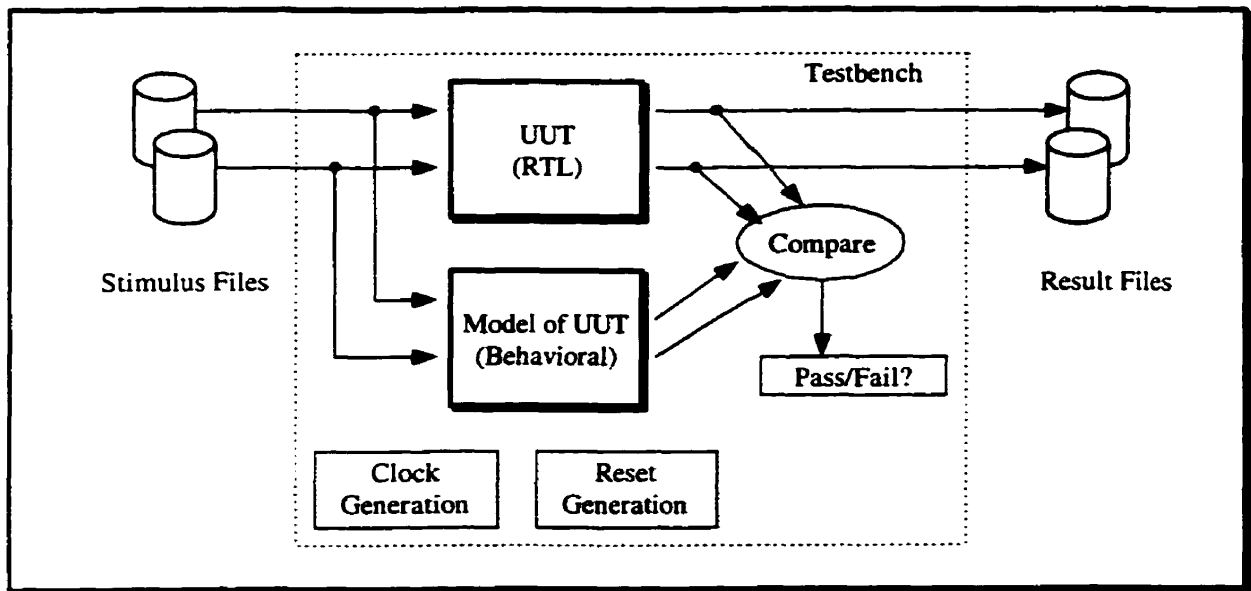 Testbench
UUT
(RTL)
Compare
Stimulus Files
Result Files
Model of UUT
(Behavioral)
Pass/Fail?
Clock
Generation
Reset
Generation